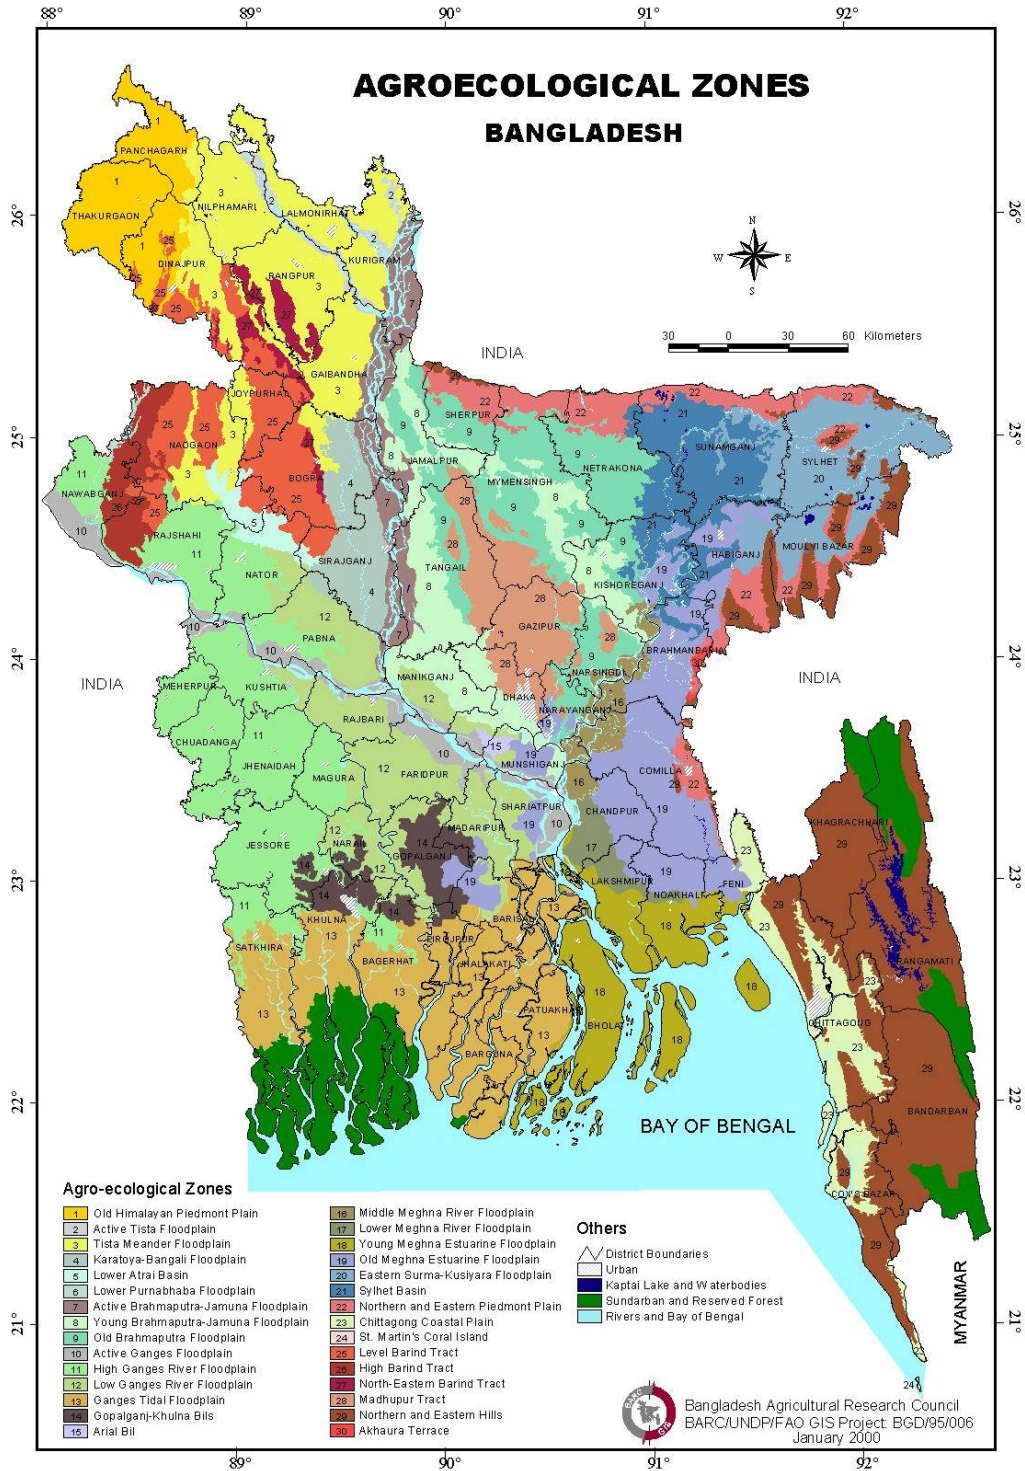 88°
89°
90°
91°
92°
AGROECOLOGICAL ZONES
BANGLADESH
N
W E
S
30 0 30 60 Kilometers
26°
25°
24°
23°
22°
21°
26°
25°
24°
23°
22°
21°
INDIA
INDIA
INDIA
PANCHAGARH
THAKURGAON
NILPHAMARI
LALMONIRHAT
DINAJPUR
RANGPUR
KURIGRAM
GAIBANDHA
JOYPURHAT
SHERPUR
NAOGAON
JAMALPUR
NETRAKONA
SUNAMGANJ
SYLHET
BOGRA
MYMENSINGH
NAWABGANJ
RAJSHAHI
SIRAJGANJ
TANGAIL
HABIGANJ
MOULVI BAZAR
NATOR
KISHOREGANJ
PABNA
GAZIPUR
BRAHMANBARIA
MEHERPUR
KUSHTIA
MANIKGANJ
NARSINGDI
DHAKA
NARAYANGANJ
RAJBARI
CHUADANGA
JHENAIDAH
MAGURA
FARIDPUR
MUNSHIGANJ
COMILLA
SHARIATPUR
CHANDPUR
KHAGRACHHARI
MADARIPUR
JESSORE
NARAIL
GOPALGANJ
LAKSHMIPUR
NOAKHALI
FENI
KHULNA
BARISAL
SATKHIRA
PIROJPUR
BAGERHAT
JHALAKATI
RANGAMATI
PATUAKHALI
BHOLA
CHITTAGONG
BARGUNA
BANDARBAN
BAY OF BENGAL
COX'S BAZAR
MYANMAR
Agro-ecological Zones
1 Old Himalayan Piedmont Plain
2 Active Tista Floodplain
3 Tista Meander Floodplain
4 Karatoya-Bangali Floodplain
5 Lower Atrai Basin
6 Lower Purnabhaba Floodplain
7 Active Brahmaputra-Jamuna Floodplain
8 Young Brahmaputra-Jamuna Floodplain
9 Old Brahmaputra Floodplain
10 Active Ganges Floodplain
11 High Ganges River Floodplain
12 Low Ganges River Floodplain
13 Ganges Tidal Floodplain
14 Gopalganj-Khulna Bils
15 Arial Bil
16 Middle Meghna River Floodplain
17 Lower Meghna River Floodplain
18 Young Meghna Estuarine Floodplain
19 Old Meghna Estuarine Floodplain
20 Eastern Surma-Kusiyara Floodplain
21 Sylhet Basin
22 Northern and Eastern Piedmont Plain
23 Chittagong Coastal Plain
24 St. Martin's Coral Island
25 Level Barind Tract
26 High Barind Tract
27 North-Eastern Barind Tract
28 Madhupur Tract
29 Northern and Eastern Hills
30 Akhaura Terrace
Others
District Boundaries
Urban
Kaptai Lake and Waterbodies
Sundarban and Reserved Forest
Rivers and Bay of Bengal
BARC
GIS
Bangladesh Agricultural Research Council
BARC/UNDP/FAO GIS Project: BGD/95/006
January 2000
89°
90°
91°
92°